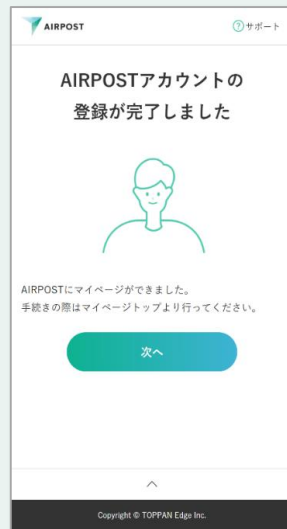 AIRPOST
?サポート
AIRPOSTアカウントの
登録が完了しました
AIRPOSTにマイページができました。
手続きの際はマイページトップより行ってください。
次へ
Copyright © TOPPAN Edge Inc.